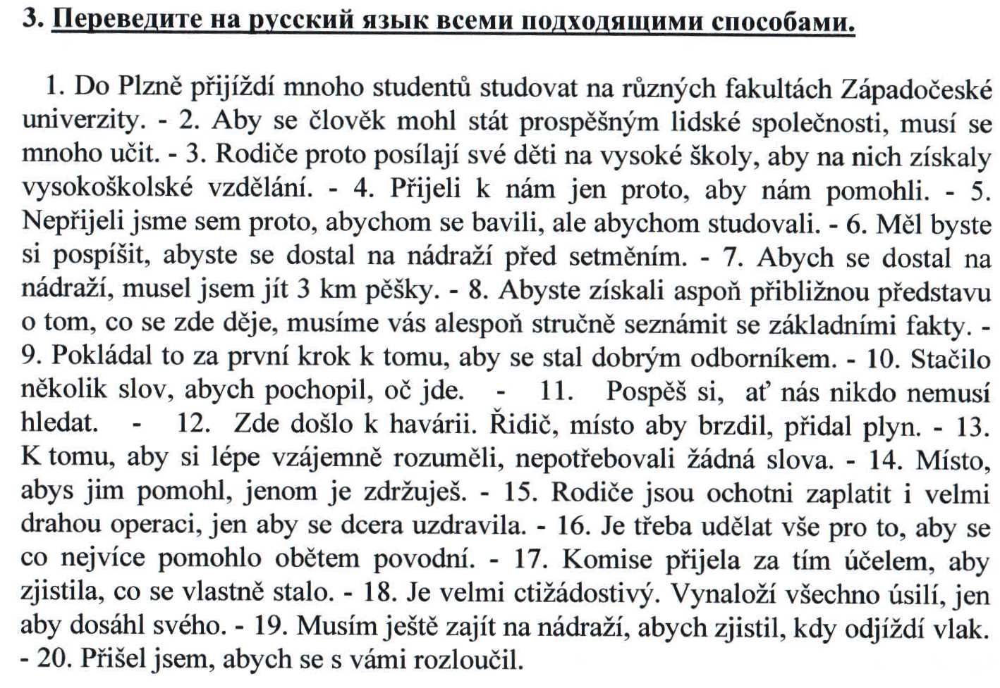 3. Переведите на русский язык всеми подходящими способами.
1. Do Plzně přijíždí mnoho studentů studovat na různých fakultách Západočeské
univerzity. - 2. Aby se člověk mohl stát prospěšným lidské společnosti, musí se
mnoho učit. - 3. Rodiče proto posílají své děti na vysoké školy, aby na nich získaly
vysokoškolské vzdělání. - 4. Přijeli k nám jen proto, aby nám pomohli. - 5.
Nepřijeli jsme sem proto, abychom se bavili, ale abychom studovali. - 6. Měl byste
si pospíšit, abyste se dostal na nádraží před setměním. - 7. Abych se dostal na
nádraží, musel jsem jít 3 km pěšky. - 8. Abyste získali aspoň přibližnou představu
o tom, co se zde děje, musíme vás alespoň stručně seznámit se základními fakty. -
9. Pokládal to za první krok k tomu, aby se stal dobrým odborníkem. - 10. Stačilo
několik slov, abych pochopil, oč jde. - 11. Pospěš si, ať nás nikdo nemusí
hledat. - 12. Zde došlo k havárii. Řidič, místo aby brzdil, přidal plyn. - 13.
K tomu, aby si lépe vzájemně rozuměli, nepotřebovali žádná slova. - 14. Místo,
abys jim pomohl, jenom je zdržuješ. - 15. Rodiče jsou ochotni zaplatit i velmi
drahou operaci, jen aby se dcera uzdravila. - 16. Je třeba udělat vše pro to, aby se
co nejvíce pomohlo obětem povodní. - 17. Komise přijela za tím účelem, aby
zjistila, co se vlastně stalo. - 18. Je velmi ctižádostivý. Vynaloží všechno úsilí, jen
aby dosáhl svého. - 19. Musím ještě zajít na nádraží, abych zjistil, kdy odjíždí vlak.
- 20. Přišel jsem, abych se s vámi rozloučil.